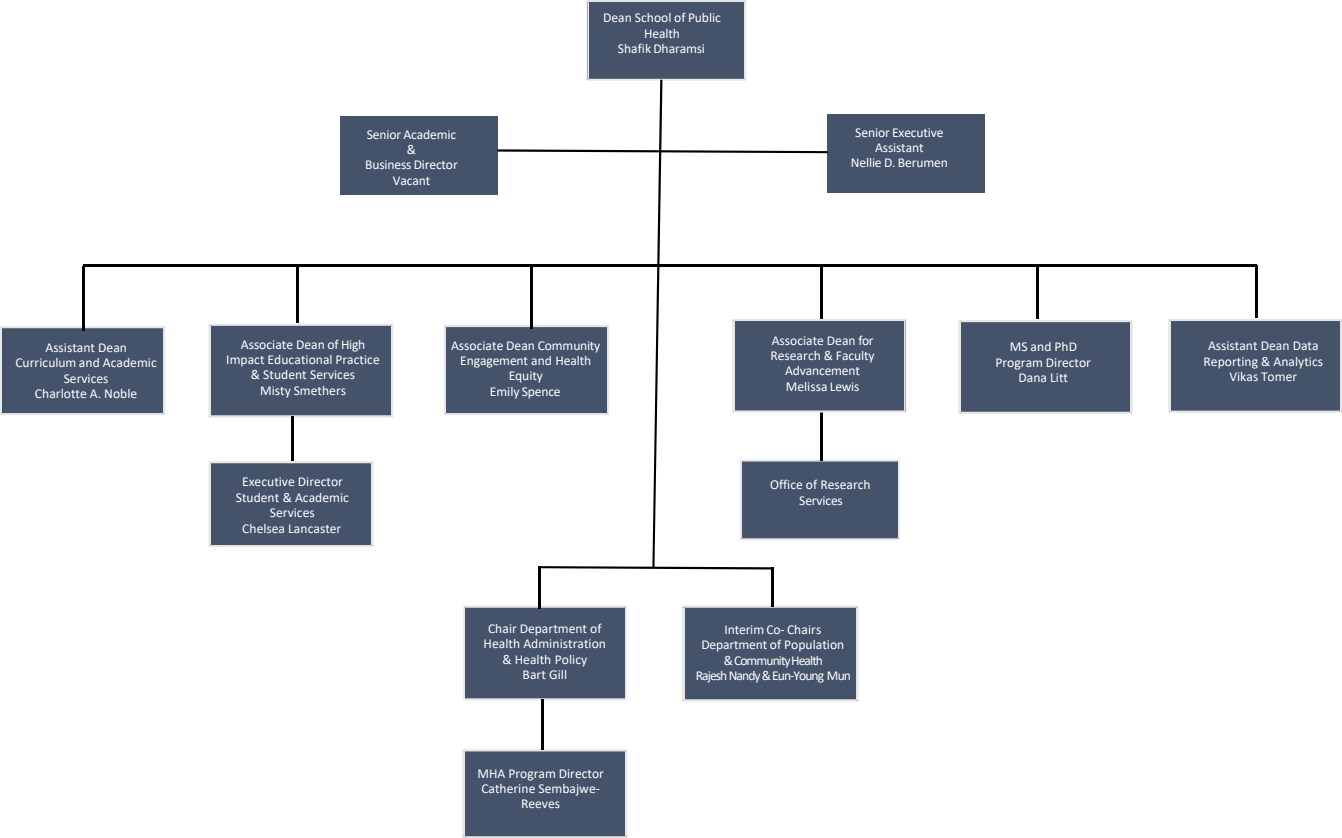 Dean School of Public
Health
Shafik Dharamsi
Senior Academic
&
Business Director
Vacant
Senior Executive
Assistant
Nellie D. Berumen
Assistant Dean
Curriculum and Academic
Services
Charlotte A. Noble
Associate Dean of High
Impact Educational Practice
& Student Services
Misty Smethers
Associate Dean Community
Engagement and Health
Equity
Emily Spence
Associate Dean for
Research & Faculty
Advancement
Melissa Lewis
MS and PhD
Program Director
Dana Litt
Assistant Dean Data
Reporting & Analytics
Vikas Tomer
Executive Director
Student & Academic
Services
Chelsea Lancaster
Office of Research
Services
Chair Department of
Health Administration
& Health Policy
Bart Gill
Interim Co- Chairs
Department of Population
& Community Health
Rajesh Nandy & Eun-Young Mun
MHA Program Director
Catherine Sembajwe-
Reeves